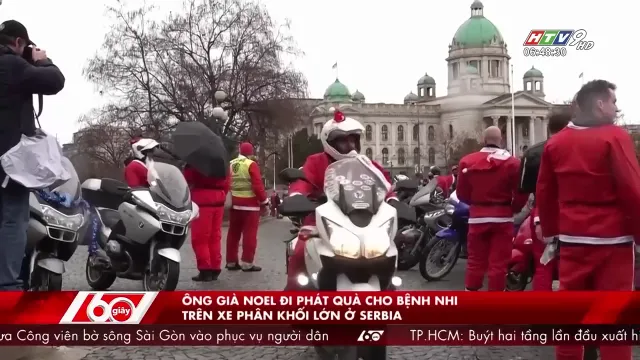 HTV9 HD
06:48:30
60 giây
ÔNG GIÀ NOEL ĐI PHÁT QUÀ CHO BỆNH NHI
TRÊN XE PHÂN KHỐI LỚN Ở SERBIA
ưa Công viên bờ sông Sài Gòn vào phục vụ người dân
TP.HCM: Buýt hai tầng lần đầu xuất h
HTV